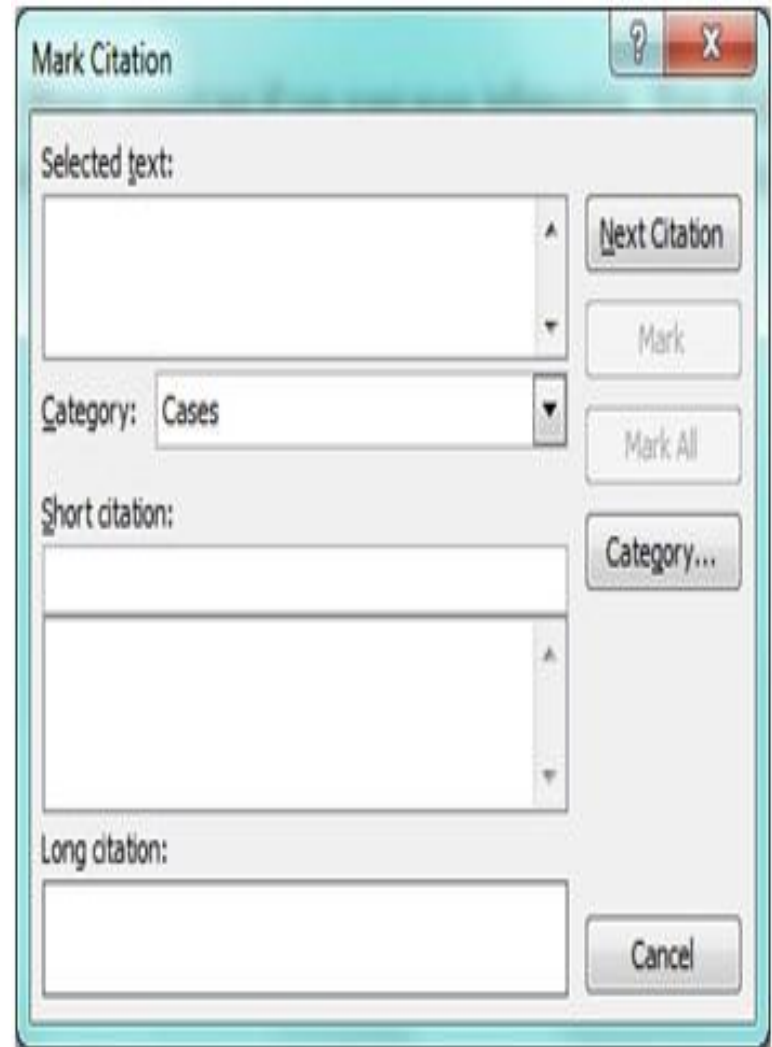 Mark Citation
?
X
Selected text:
Next Citation
Mark
Category: Cases
Mark All
Short citation:
Category...
Long citation:
Cancel